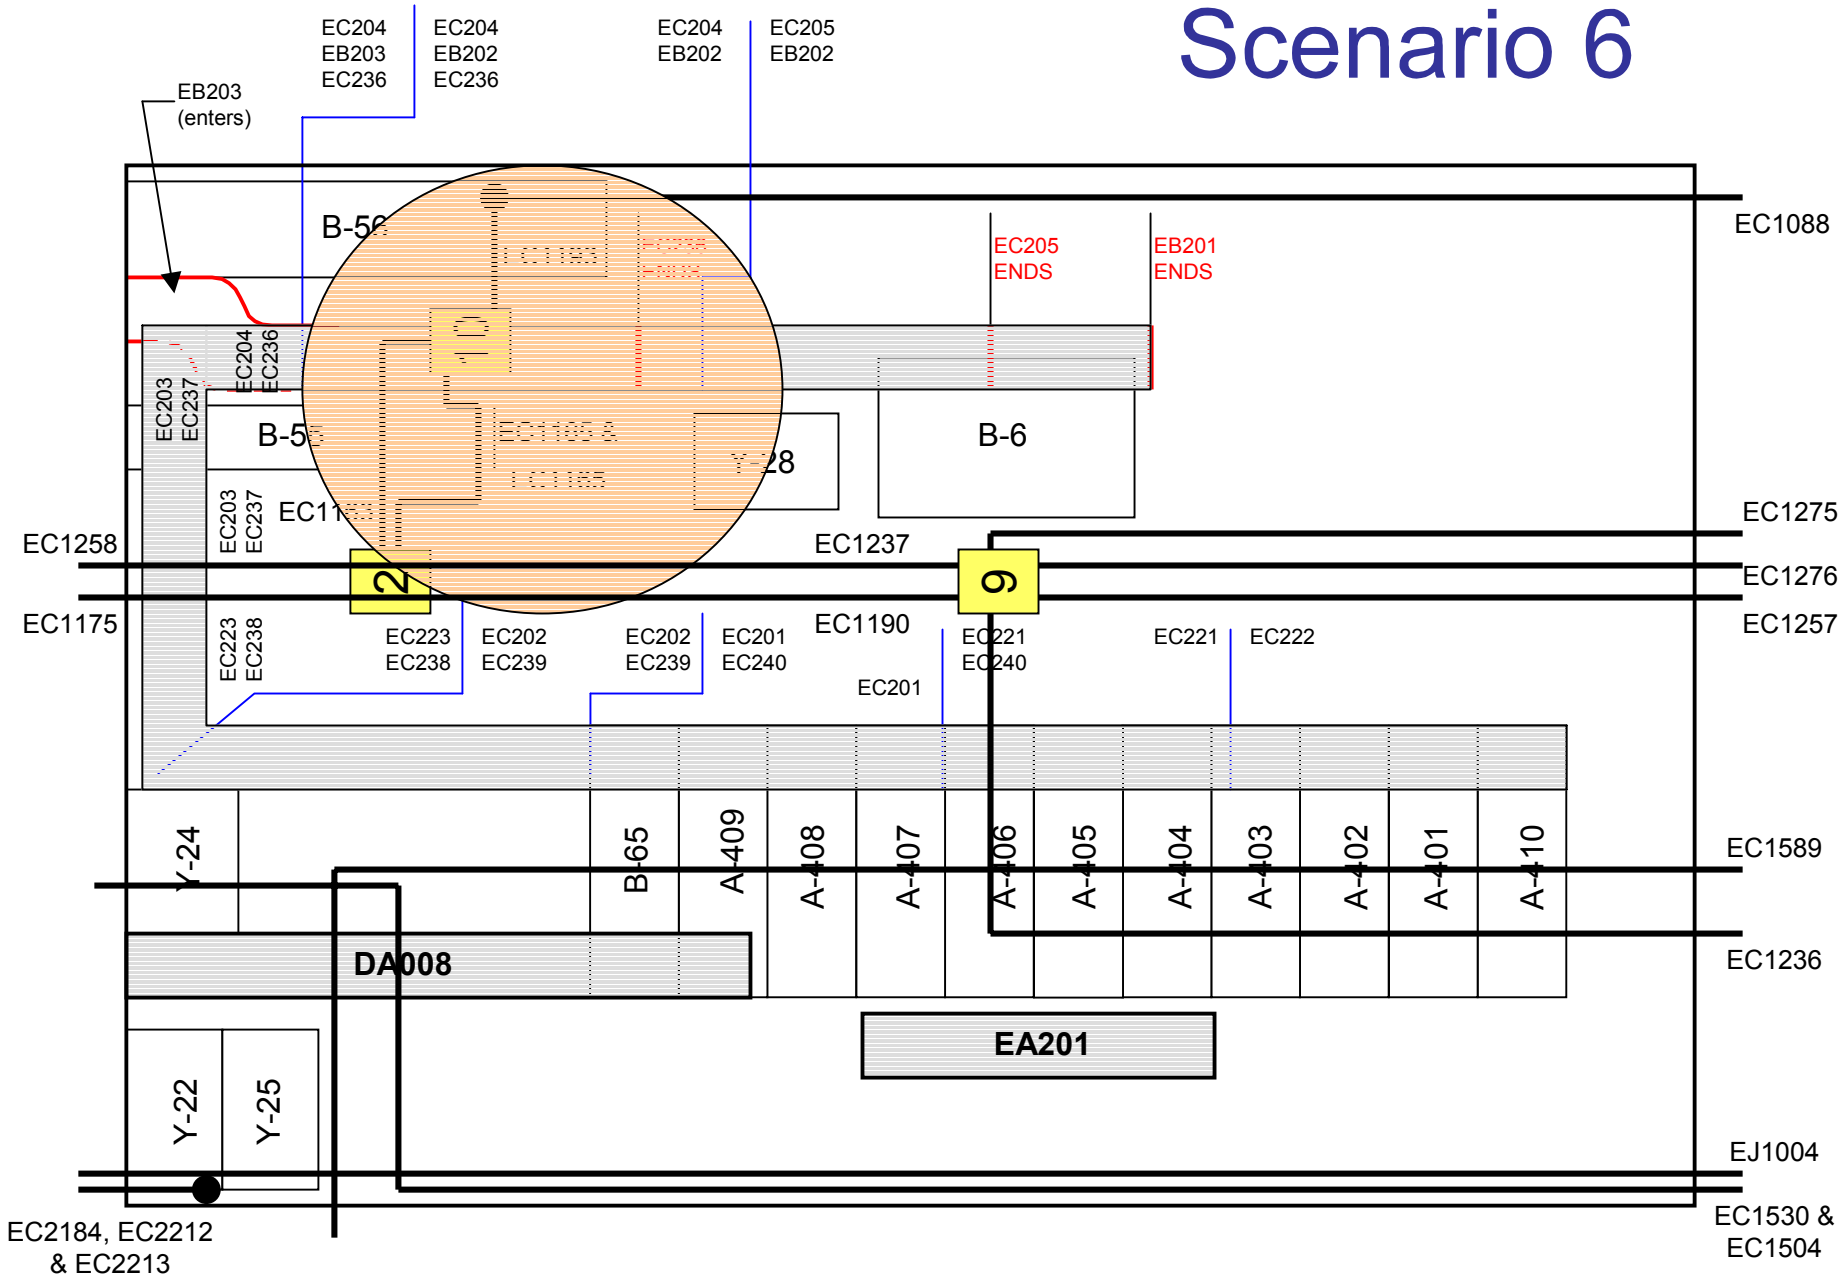 Scenario 6
EC204
EB203
EC236
EC204
EB202
EC236
EC204
EB202
EC205
EB202
EB203
(enters)
EC1088
EC205
ENDS
EB201
ENDS
EC204
EC236
EC203
EC237
B-6
EC203
EC237
EC1275
EC1258
EC1237
2
9
EC1276
EC1175
EC1190
EC1257
EC223
EC238
EC223
EC238
EC202
EC239
EC202
EC239
EC201
EC240
EC201
EC221
EC240
EC221
EC222
Y-24
B-65
A-409
A-408
A-407
A-406
A-405
A-404
A-403
A-402
A-401
A-410
EC1589
DA008
EC1236
EA201
Y-22
Y-25
EJ1004
EC2184, EC2212
& EC2213
EC1530 &
EC1504